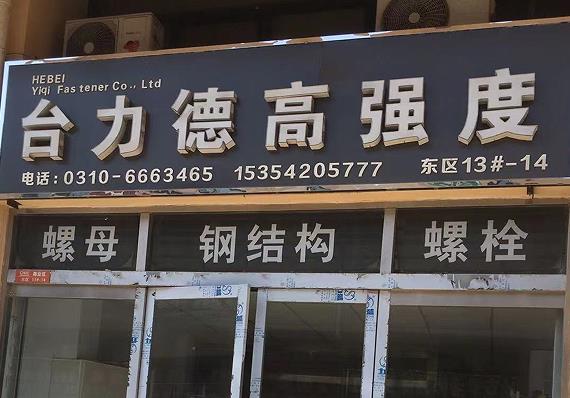 HEBEI
Yiqi Fastener Co., Ltd
台力德高强度
电话:0310-6663465 15354205777 东区13#-14
螺母 钢结构 螺栓